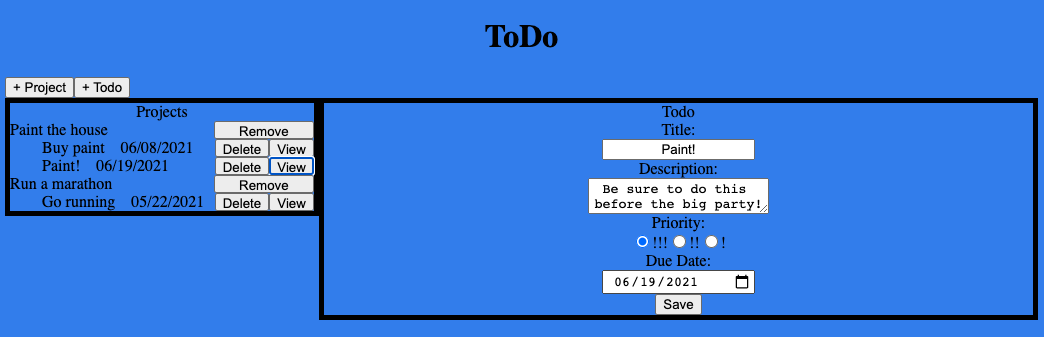 ToDo
+ Project + Todo
Projects
Paint the house Remove
Buy paint 06/08/2021 Delete View
Paint! 06/19/2021 Delete View
Run a marathon Remove
Go running 05/22/2021 Delete View
Todo
Title:
Paint!
Description:
Be sure to do this
before the big party!
Priority:
!!! !! !
Due Date:
06/19/2021
Save